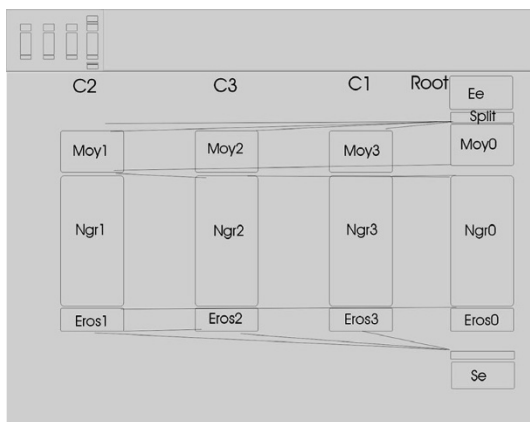 C2 C3 C1 Root
Ee
Split
Moy1 Moy2 Moy3 Moy0
Ngr1 Ngr2 Ngr3 Ngr0
Eros1 Eros2 Eros3 Eros0
Se